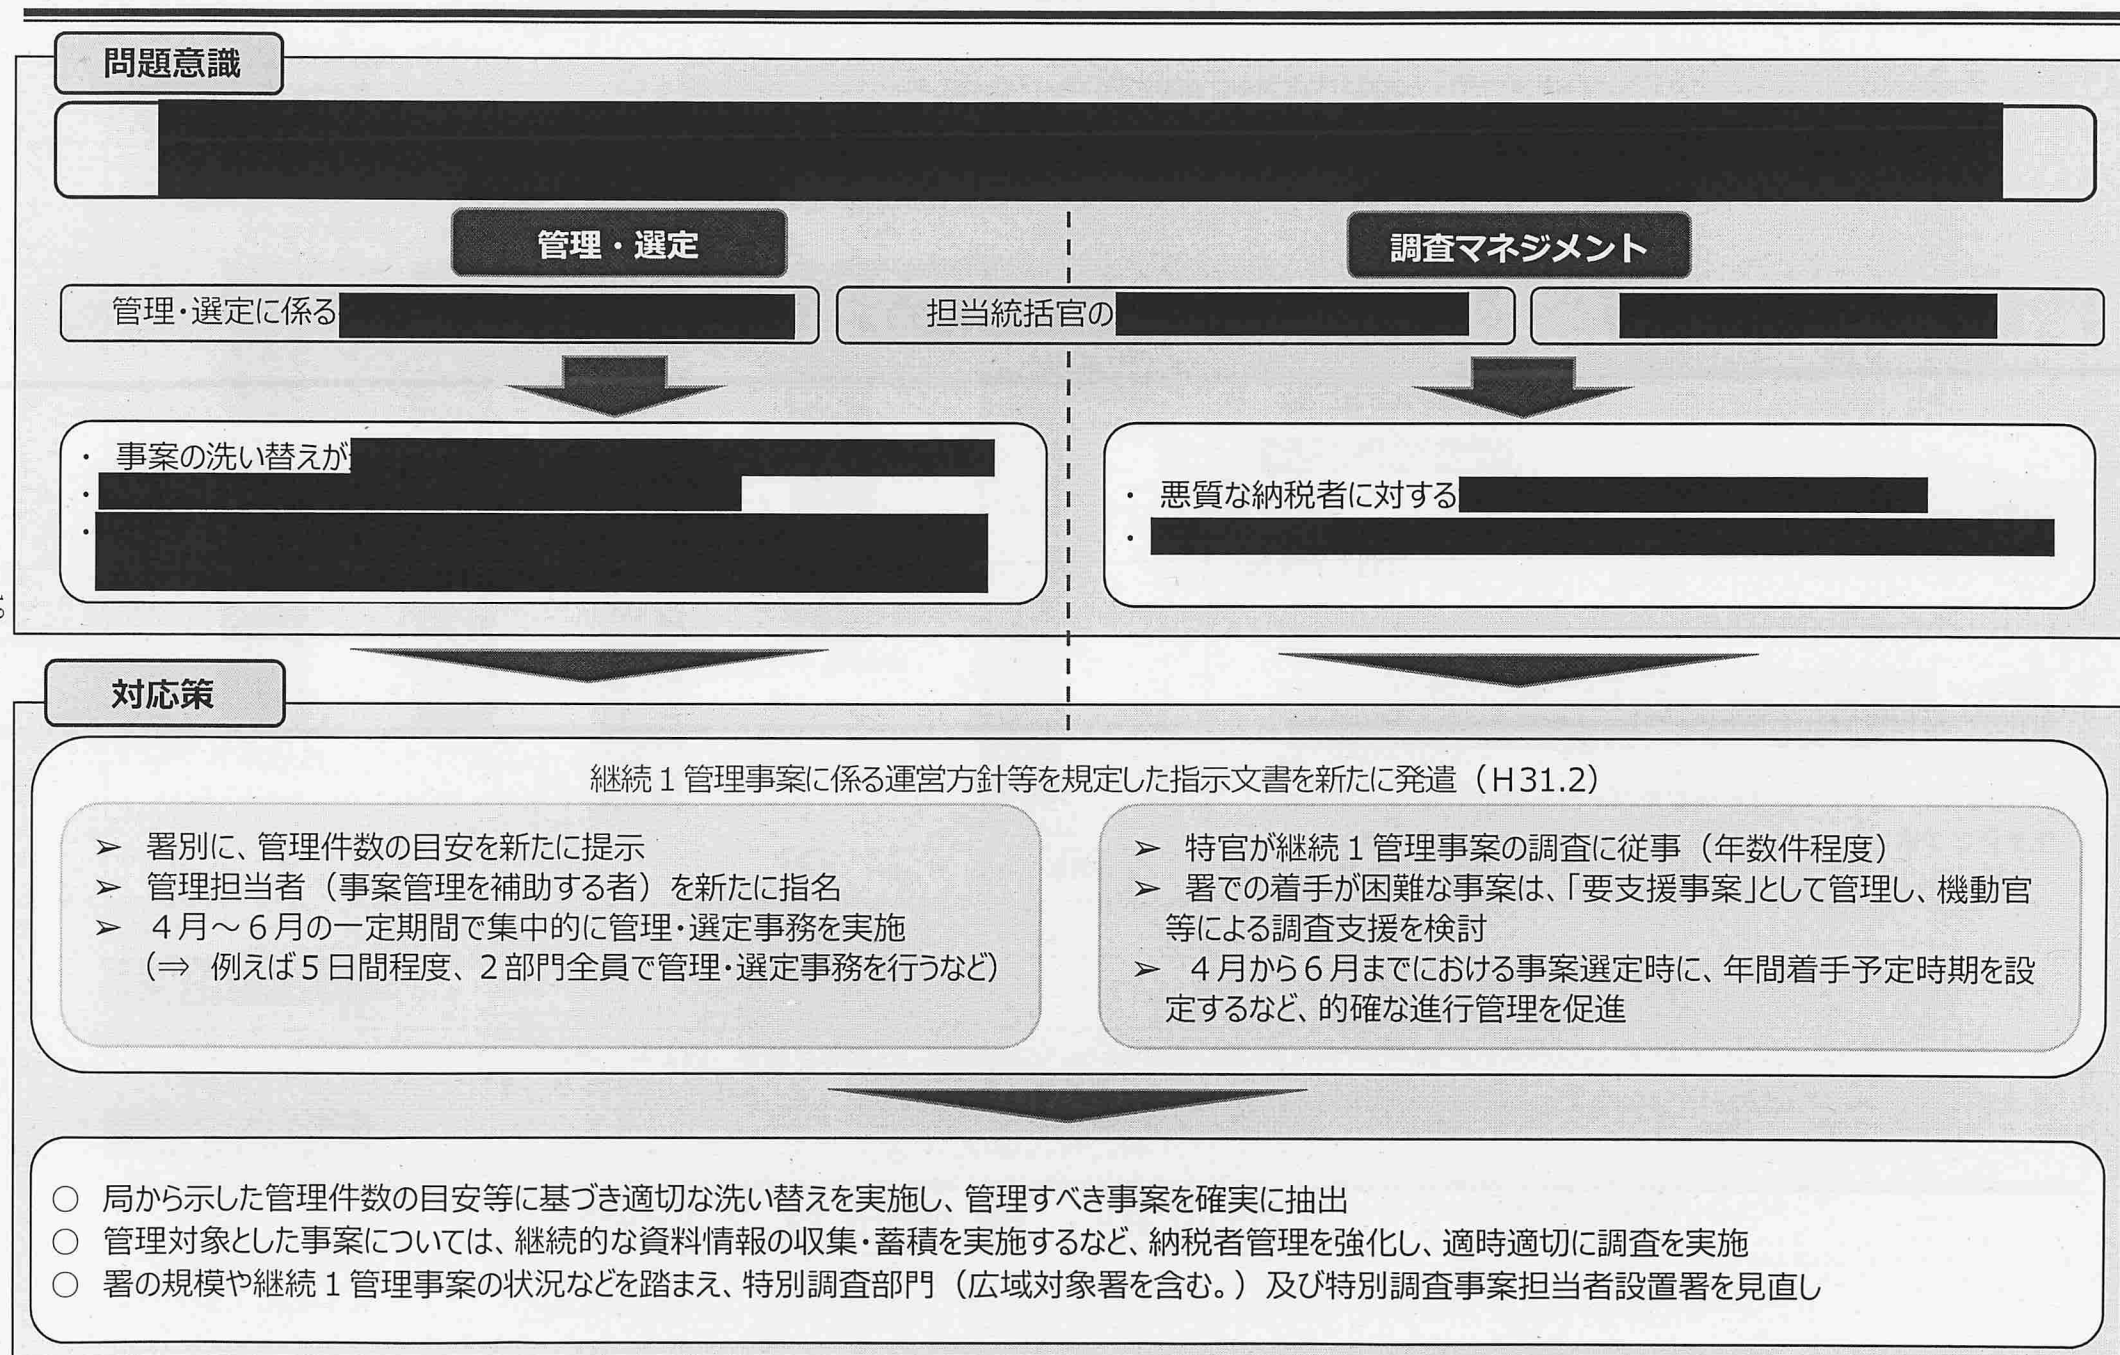 問題意識
管理・選定
調査マネジメント
管理・選定に係る
担当統括官の
・ 事案の洗い替えが
・
・
・ 悪質な納税者に対する
・
対応策
継続1管理事案に係る運営方針等を規定した指示文書を新たに発遣（H31.2）
➢ 署別に、管理件数の目安を新たに提示
➢ 管理担当者（事案管理を補助する者）を新たに指名
➢ 4月～6月の一定期間で集中的に管理・選定事務を実施
（⇒ 例えば5日間程度、2部門全員で管理・選定事務を行うなど）
➢ 特官が継続1管理事案の調査に従事（年数件程度）
➢ 署での着手が困難な事案は、「要支援事案」として管理し、機動官
等による調査支援を検討
➢ 4月から6月までにおける事案選定時に、年間着手予定時期を設
定するなど、的確な進行管理を促進
○ 局から示した管理件数の目安等に基づき適切な洗い替えを実施し、管理すべき事案を確実に抽出
○ 管理対象とした事案については、継続的な資料情報の収集・蓄積を実施するなど、納税者管理を強化し、適時適切に調査を実施
○ 署の規模や継続1管理事案の状況などを踏まえ、特別調査部門（広域対象署を含む。）及び特別調査事案担当者設置署を見直し